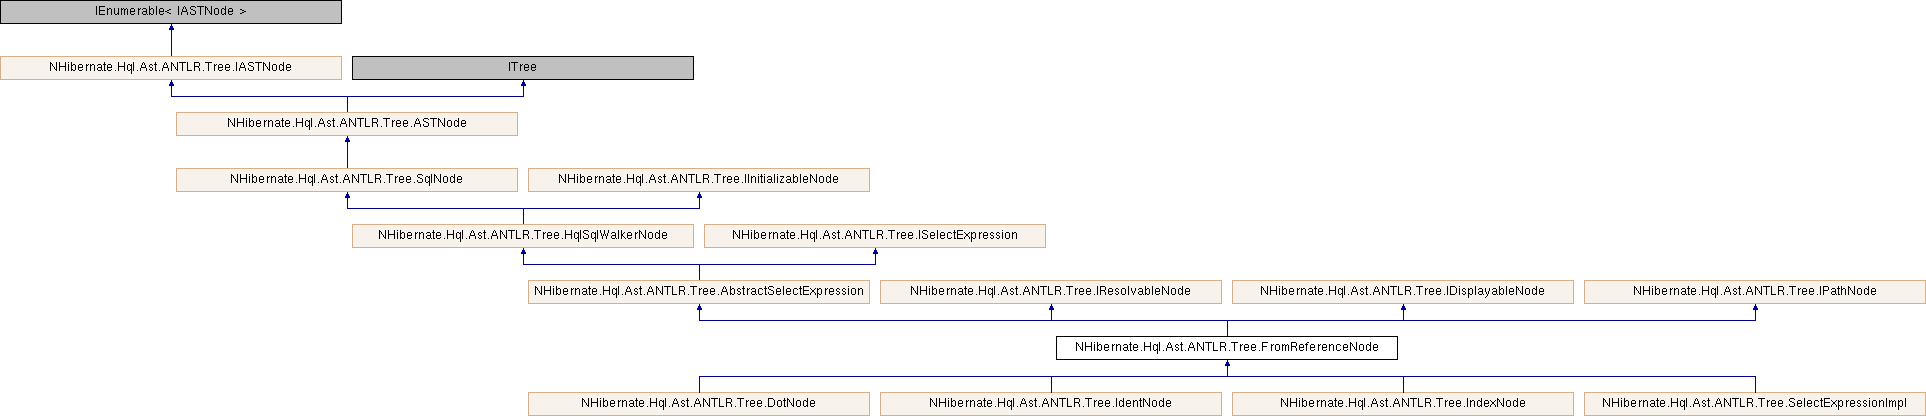 IEnumerable< IASTNode >
NHibernate.Hql.Ast.ANTLR.Tree.IASTNode
ITree
NHibernate.Hql.Ast.ANTLR.Tree.ASTNode
NHibernate.Hql.Ast.ANTLR.Tree.SqlNode
NHibernate.Hql.Ast.ANTLR.Tree.IInitializableNode
NHibernate.Hql.Ast.ANTLR.Tree.HqlSqlWalkerNode
NHibernate.Hql.Ast.ANTLR.Tree.ISelectExpression
NHibernate.Hql.Ast.ANTLR.Tree.AbstractSelectExpression
NHibernate.Hql.Ast.ANTLR.Tree.IResolvableNode
NHibernate.Hql.Ast.ANTLR.Tree.IDisplayableNode
NHibernate.Hql.Ast.ANTLR.Tree.IPathNode
NHibernate.Hql.Ast.ANTLR.Tree.FromReferenceNode
NHibernate.Hql.Ast.ANTLR.Tree.DotNode
NHibernate.Hql.Ast.ANTLR.Tree.IdentNode
NHibernate.Hql.Ast.ANTLR.Tree.IndexNode
NHibernate.Hql.Ast.ANTLR.Tree.SelectExpressionImpl